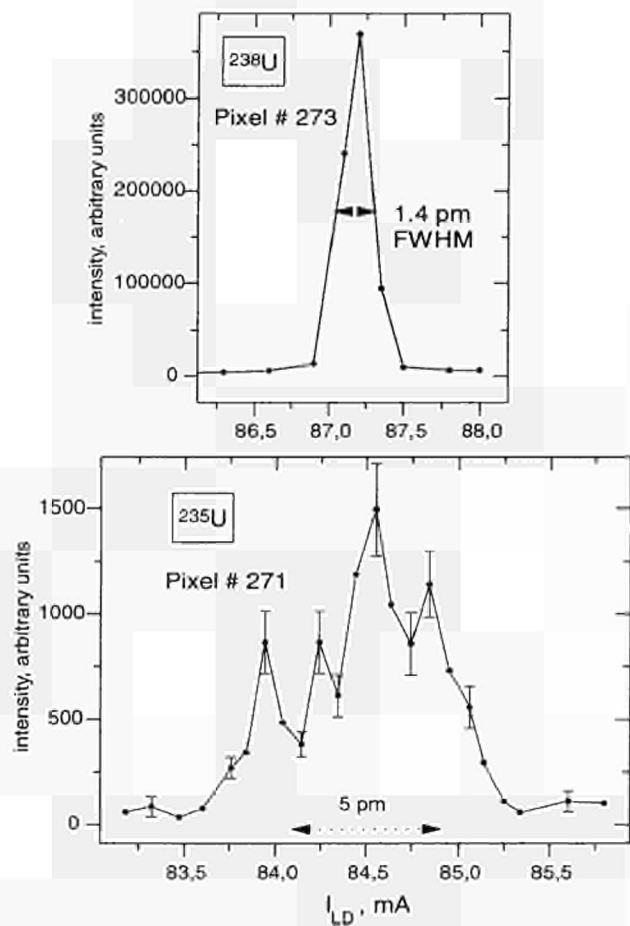 238U
Pixel # 273
300000
200000
100000
0
intensity, arbitrary units
1.4 pm
FWHM
86,5 87,0 87,5 88,0
235U
Pixel # 271
1500
1000
500
0
intensity, arbitrary units
5 pm
83,5 84,0 84,5 85,0 85,5
ILD , mA